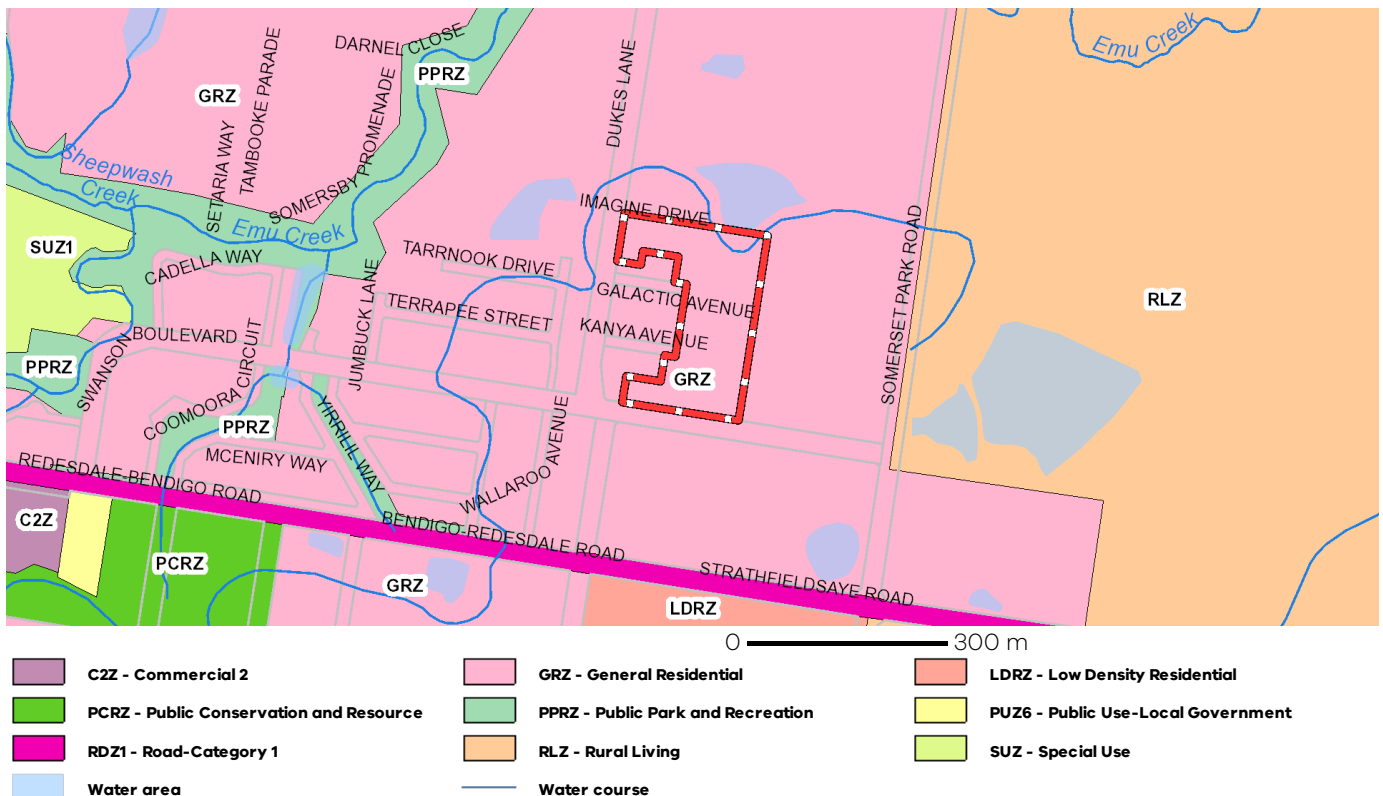 DARNEL CLOSE
PPRZ
Emu Creek
GRZ
TAMBOOKE PARADE
SETARIA WAY
SOMERSBY PROMENADE
DUKES LANE
Sheepwash
Creek
Emu Creek
IMAGINE DRIVE
SUZ1
CADELLA WAY
TARRNOOK DRIVE
JUMBUCK LANE
GALACTIC AVENUE
TERRAPEE STREET
KANYA AVENUE
SOMERSET PARK ROAD
RLZ
BOULEVARD
SWANSON
PPRZ
COOMOORA CIRCUIT
GRZ
PPRZ
YIRRILIL WAY
MCENIRY WAY
WALLAROO AVENUE
REDESDALE-BENDIGO ROAD
C2Z
BENDIGO-REDESDALE ROAD
PCRZ
GRZ
STRATHFIELDSAYE ROAD
LDRZ
0 300 m
C2Z - Commercial 2
GRZ - General Residential
LDRZ - Low Density Residential
PCRZ - Public Conservation and Resource
PPRZ - Public Park and Recreation
PUZ6 - Public Use-Local Government
RDZ1 - Road-Category 1
RLZ - Rural Living
SUZ - Special Use
Water area
Water course